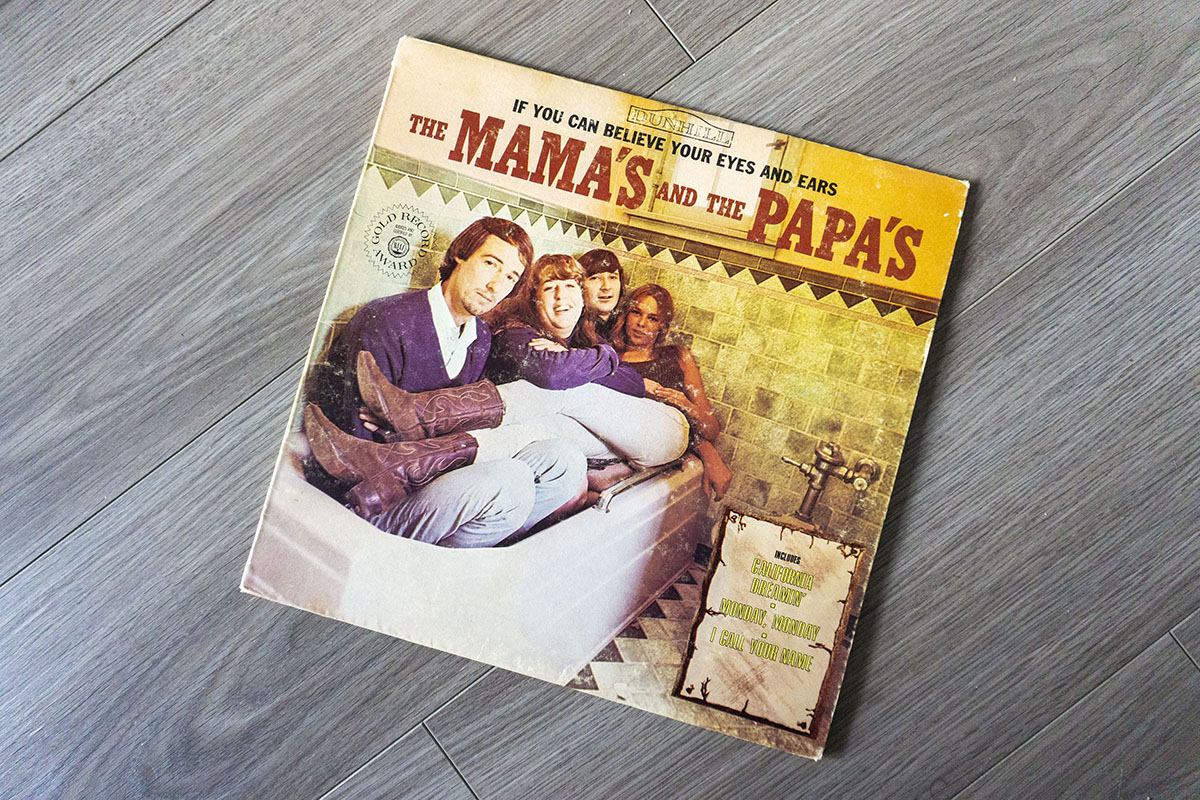 DUNHILL
IF YOU CAN BELIEVE YOUR EYES AND EARS
THE MAMA'S AND THE PAPA'S
GOLD RECORD
AWARD
INCLUDES
CALIFORNIA
DREAMIN'
MONDAY, MONDAY
I CALL YOUR NAME